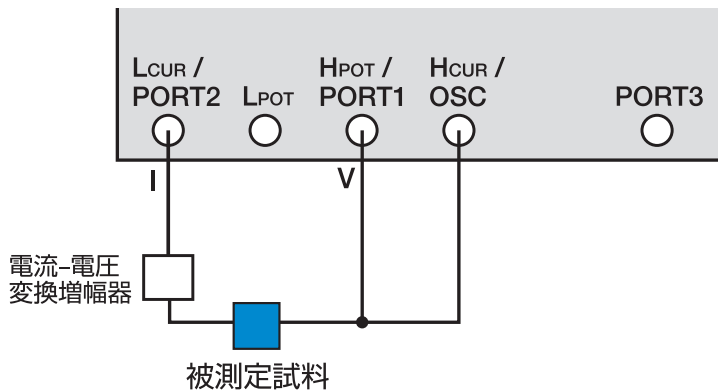 LCUR /
PORT2
LPOT
HPOT /
PORT1
HCUR /
OSC
PORT3
I
V
電流–電圧
変換増幅器
被測定試料